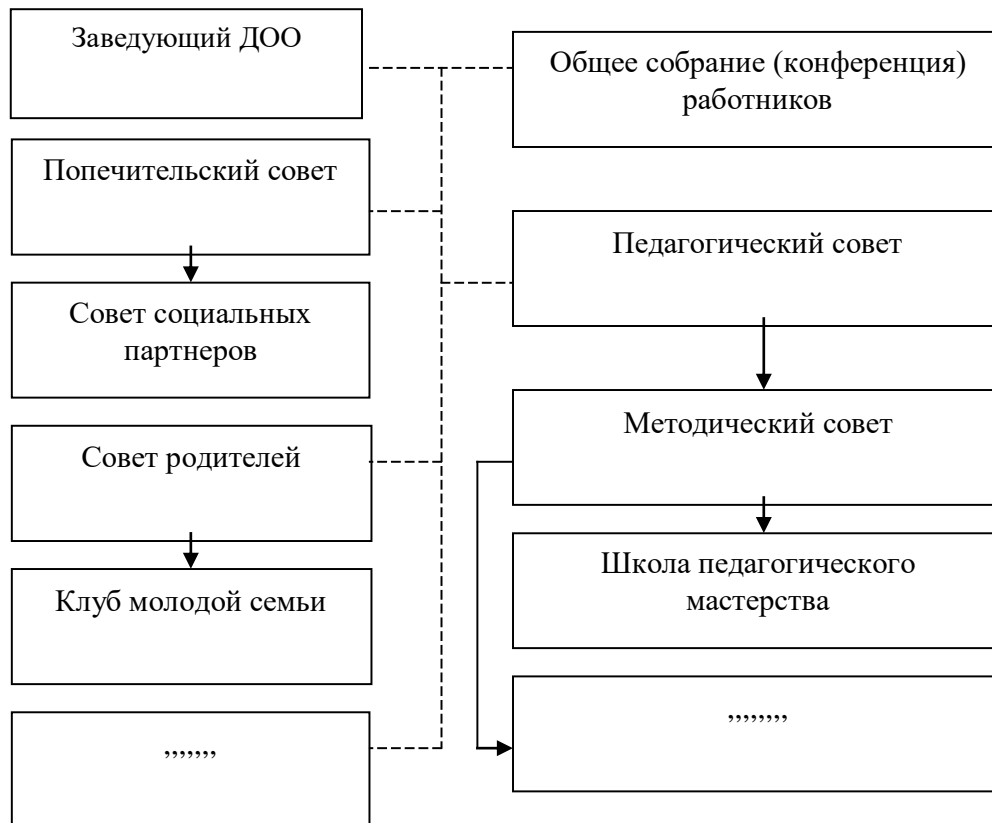 Заведующий ДОО
Общее собрание (конференция)
работников
Попечительский совет
Педагогический совет
Совет социальных
партнеров
Методический совет
Совет родителей
Школа педагогического
мастерства
Клуб молодой семьи
,,,,,,,,
,,,,,,,